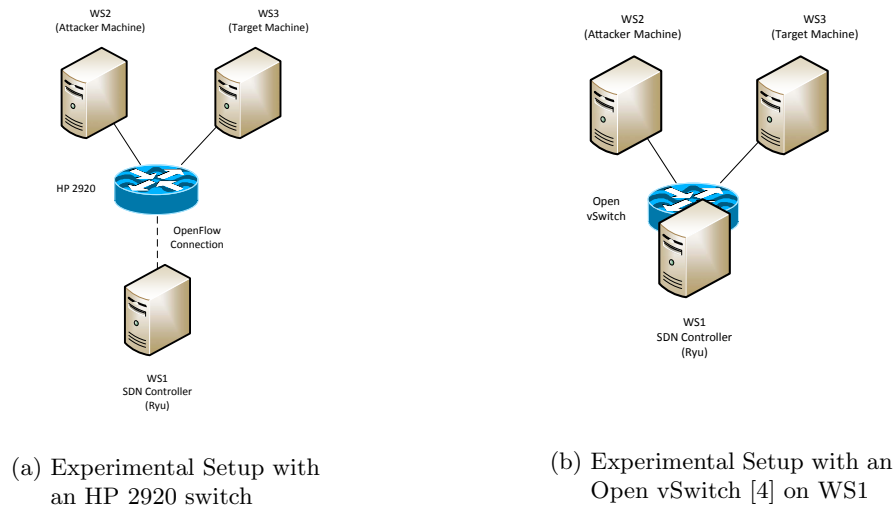 WS2
(Attacker Machine)
WS3
(Target Machine)
HP 2920
OpenFlow
Connection
WS1
SDN Controller
(Ryu)
(a) Experimental Setup with
an HP 2920 switch
WS2
(Attacker Machine)
WS3
(Target Machine)
Open
vSwitch
WS1
SDN Controller
(Ryu)
(b) Experimental Setup with an
Open vSwitch [4] on WS1